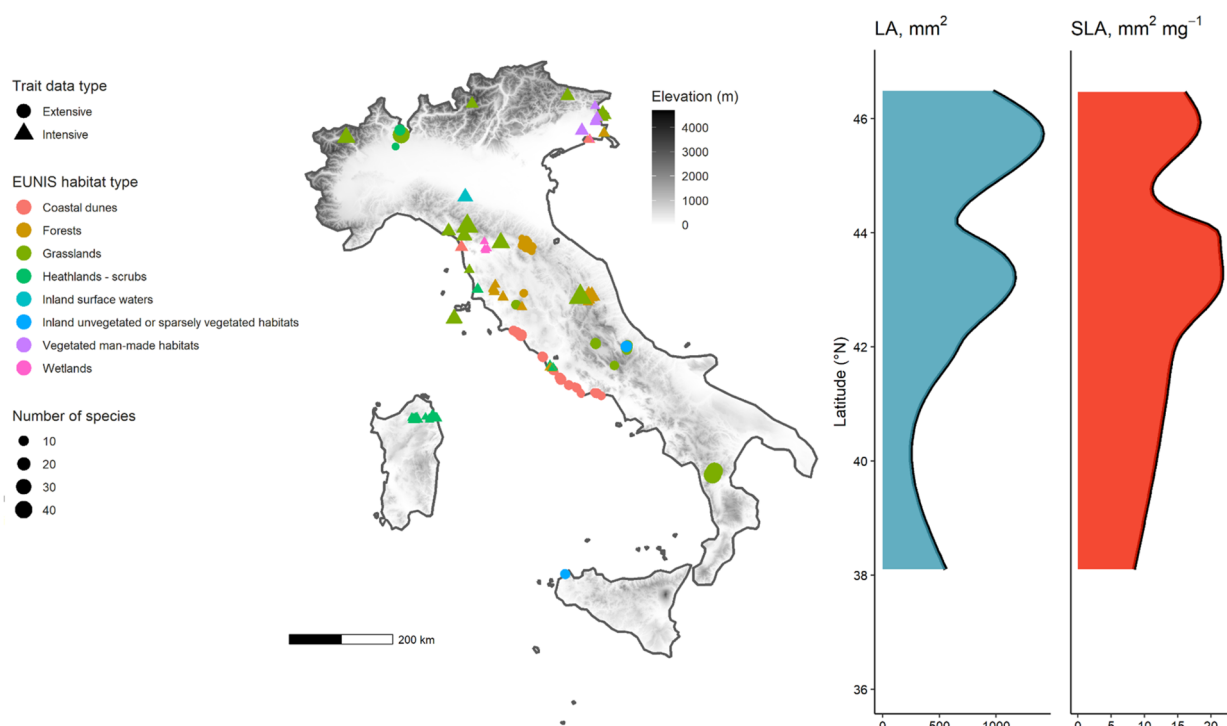 Trait data type
Extensive
Intensive
EUNIS habitat type
Coastal dunes
Forests
Grasslands
Heathlands - scrubs
Inland surface waters
Inland unvegetated or sparsely vegetated habitats
Vegetated man-made habitats
Wetlands
Number of species
10
20
30
40
Elevation (m)
4000
3000
2000
1000
0
200 km
LA, mm²
SLA, mm² mg⁻¹
Latitude (°N)
46
44
42
40
38
36
0 500 1000
0 5 10 15 20